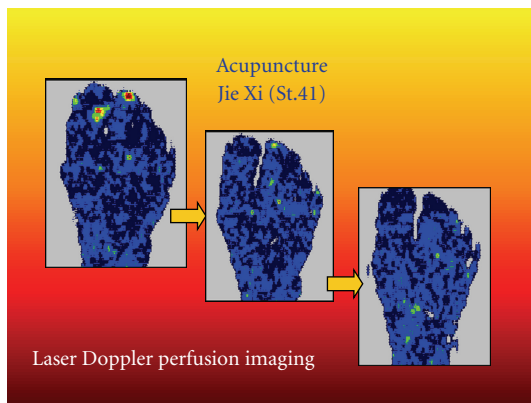 Acupuncture
Jie Xi (St.41)
Laser Doppler perfusion imaging